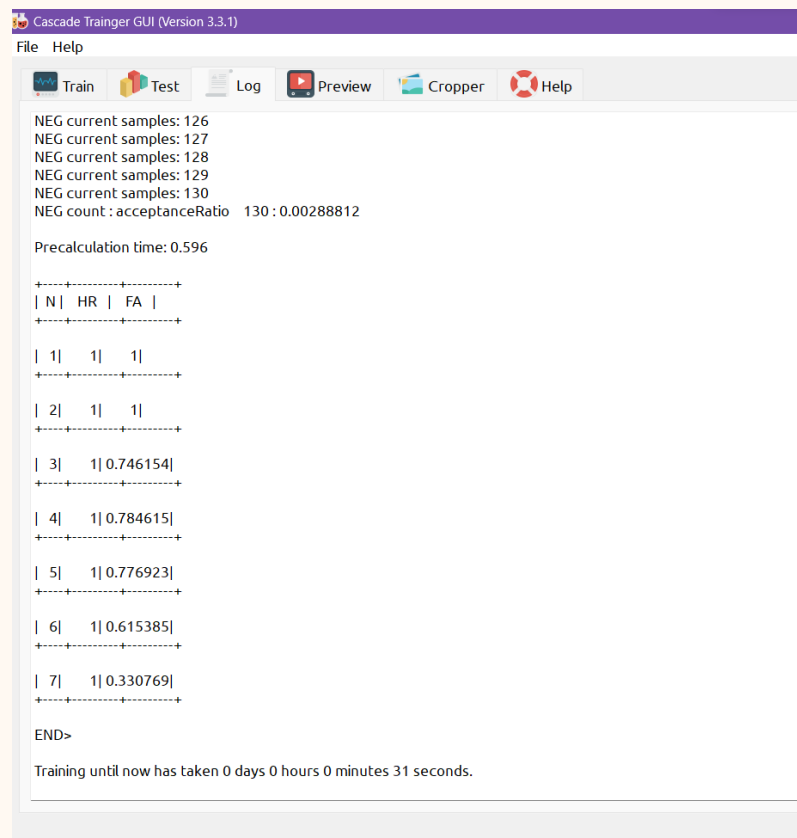 Cascade Trainger GUI (Version 3.3.1)
File Help
Train Test Log Preview Cropper Help
NEG current samples: 126
NEG current samples: 127
NEG current samples: 128
NEG current samples: 129
NEG current samples: 130
NEG count : acceptanceRatio 130 : 0.00288812
Precalculation time: 0.596
+----+---------+---------+
| N | HR | FA |
+----+---------+---------+
| 1| 1| 1|
+----+---------+---------+
| 2| 1| 1|
+----+---------+---------+
| 3| 1| 0.746154|
+----+---------+---------+
| 4| 1| 0.784615|
+----+---------+---------+
| 5| 1| 0.776923|
+----+---------+---------+
| 6| 1| 0.615385|
+----+---------+---------+
| 7| 1| 0.330769|
+----+---------+---------+
END>
Training until now has taken 0 days 0 hours 0 minutes 31 seconds.